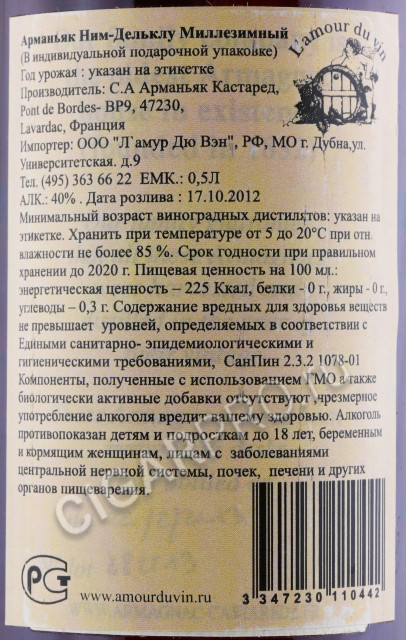 Арманьяк Ним-Дельклу Миллезимный
(В индивидуальной подарочной упаковке)
Год урожая : указан на этикетке
Производитель: С.А Арманьяк Кастаред,
Pont de Bordes- BP9, 47230,
Lavardac, Франция
Импортер: ООО "Л`амур Дю Вэн", РФ, МО г. Дубна,ул.
Университетская. д.9
Тел. (495) 363 66 22 ЕМК.: 0,5Л
АЛК.: 40% . Дата розлива : 17.10.2012
Минимальный возраст виноградных дистилятов: указан на
этикетке. Хранить при температуре от 5 до 20°С при отн.
влажности не более 85 %. Срок годности при правильном
хранении до 2020 г. Пищевая ценность на 100 мл.:
энергетическая ценность – 225 Ккал, белки - 0 г., жиры - 0 г.,
углеводы – 0,3 г. Содержание вредных для здоровья веществ
не превышает уровней, определяемых в соответствии с
Едиными санитарно- эпидемиологическими и
гигиеническими требованиями, СанПин 2.3.2 1078-01
Компоненты, полученные с использованием ГМО а также
биологически активные добавки отсутствуют, чрезмерное
употребление алкоголя вредит вашему здоровью. Алкоголь
противопоказан детям и подросткам до 18 лет, беременным
и кормящим женщинам, лицам с заболеваниями
центральной нервной системы, почек, печени и других
органов пищеварения.
L'amour du vin
РСТ
www.amourduvin.ru
3 347230 110442
CIGARPRO.RU